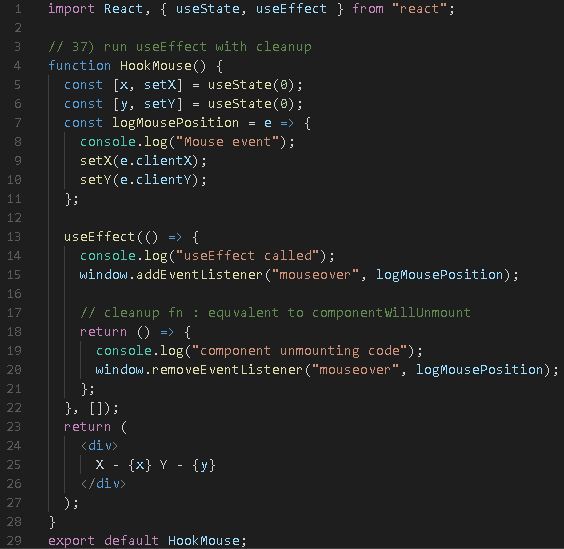 1 import React, { useState, useEffect } from "react";
2
3 // 37) run useEffect with cleanup
4 function HookMouse() {
5   const [x, setX] = useState(0);
6   const [y, setY] = useState(0);
7   const logMousePosition = e => {
8     console.log("Mouse event");
9     setX(e.clientX);
10     setY(e.clientY);
11   };
12
13   useEffect(() => {
14     console.log("useEffect called");
15     window.addEventListener("mouseover", logMousePosition);
16
17     // cleanup fn : equvalent to componentWillUnmount
18     return () => {
19       console.log("component unmounting code");
20       window.removeEventListener("mouseover", logMousePosition);
21     };
22   }, []);
23   return (
24     <div>
25       X - {x} Y - {y}
26     </div>
27   );
28 }
29 export default HookMouse;